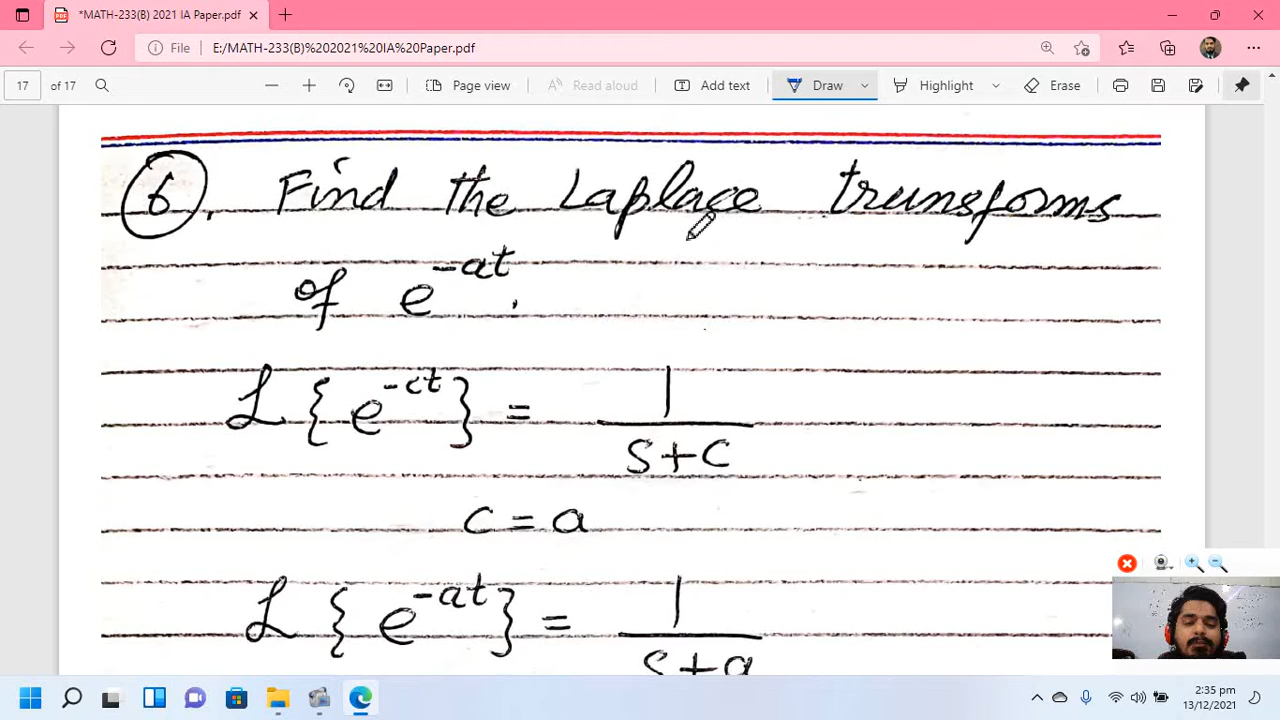 *MATH-233(B) 2021 IA Paper.pdf
File E:/MATH-233(B)%202021%20IA%20Paper.pdf
17 of 17 Page view Read aloud Add text Draw Highlight Erase
6. Find the Laplace trunsforms
of e^{-at}.
ℒ{e^{-ct}} = 1/(s+c)
c = a
ℒ{e^{-at}} = 1/(s+a)
2:35 pm
13/12/2021